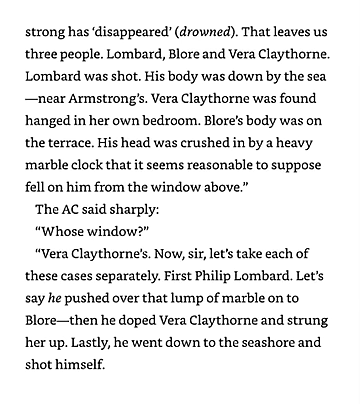 strong has ‘disappeared’ (drowned). That leaves us
three people. Lombard, Blore and Vera Claythorne.
Lombard was shot. His body was down by the sea
—near Armstrong’s. Vera Claythorne was found
hanged in her own bedroom. Blore’s body was on
the terrace. His head was crushed in by a heavy
marble clock that it seems reasonable to suppose
fell on him from the window above.”
The AC said sharply:
“Whose window?”
“Vera Claythorne’s. Now, sir, let’s take each of
these cases separately. First Philip Lombard. Let’s
say he pushed over that lump of marble on to
Blore—then he doped Vera Claythorne and strung
her up. Lastly, he went down to the seashore and
shot himself.